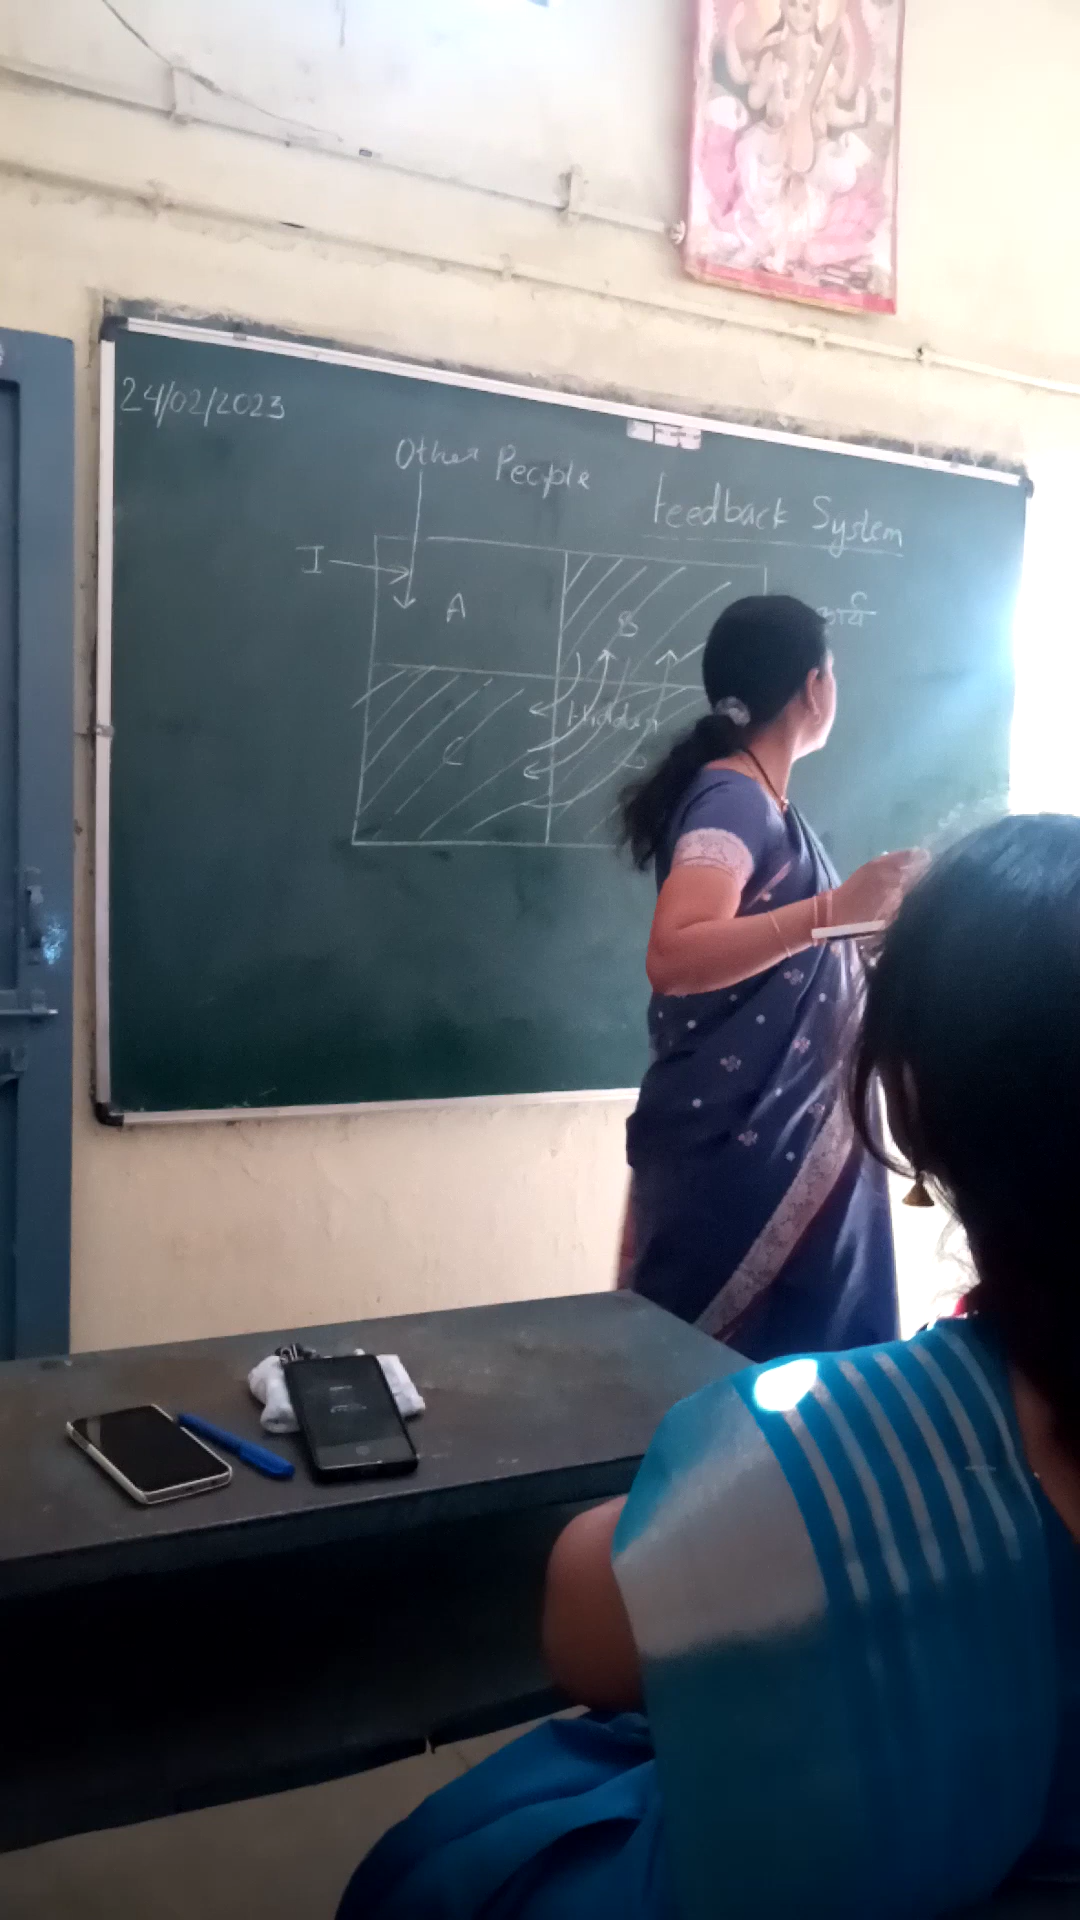 24/02/2023
Other People
Feedback System
I
A
B
कार्य
Hidden
C